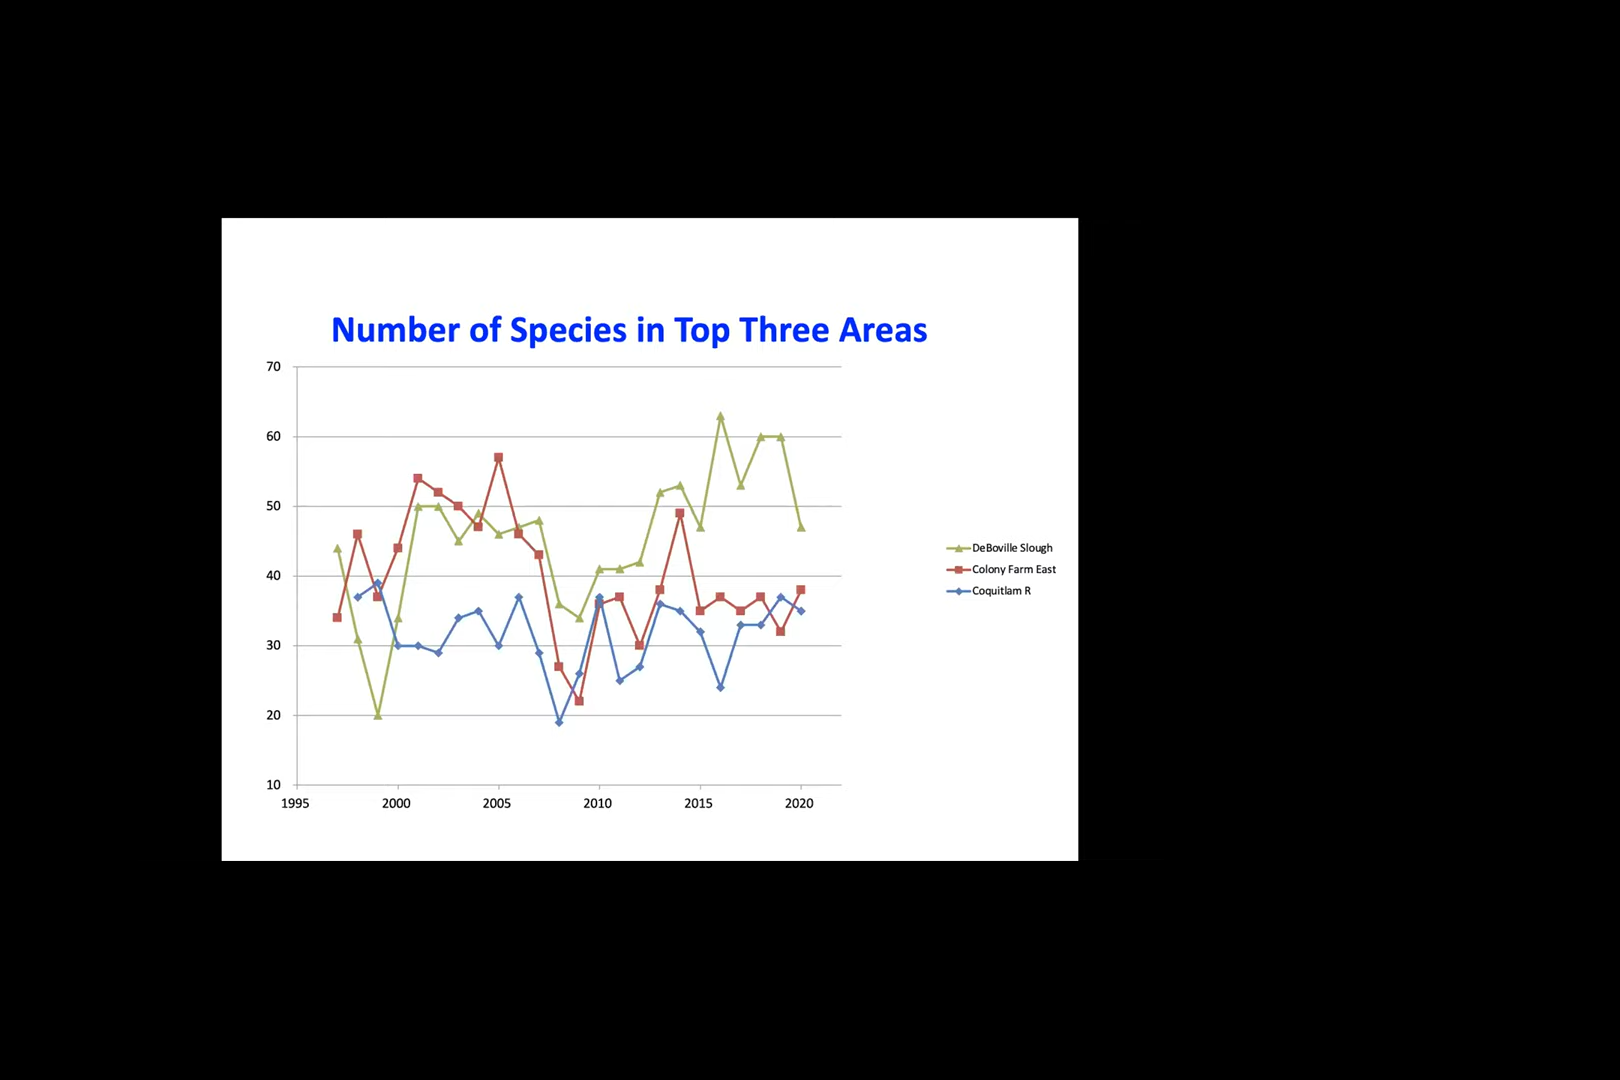 Number of Species in Top Three Areas
70
60
50
40
30
20
10
1995 2000 2005 2010 2015 2020
DeBoville Slough
Colony Farm East
Coquitlam R